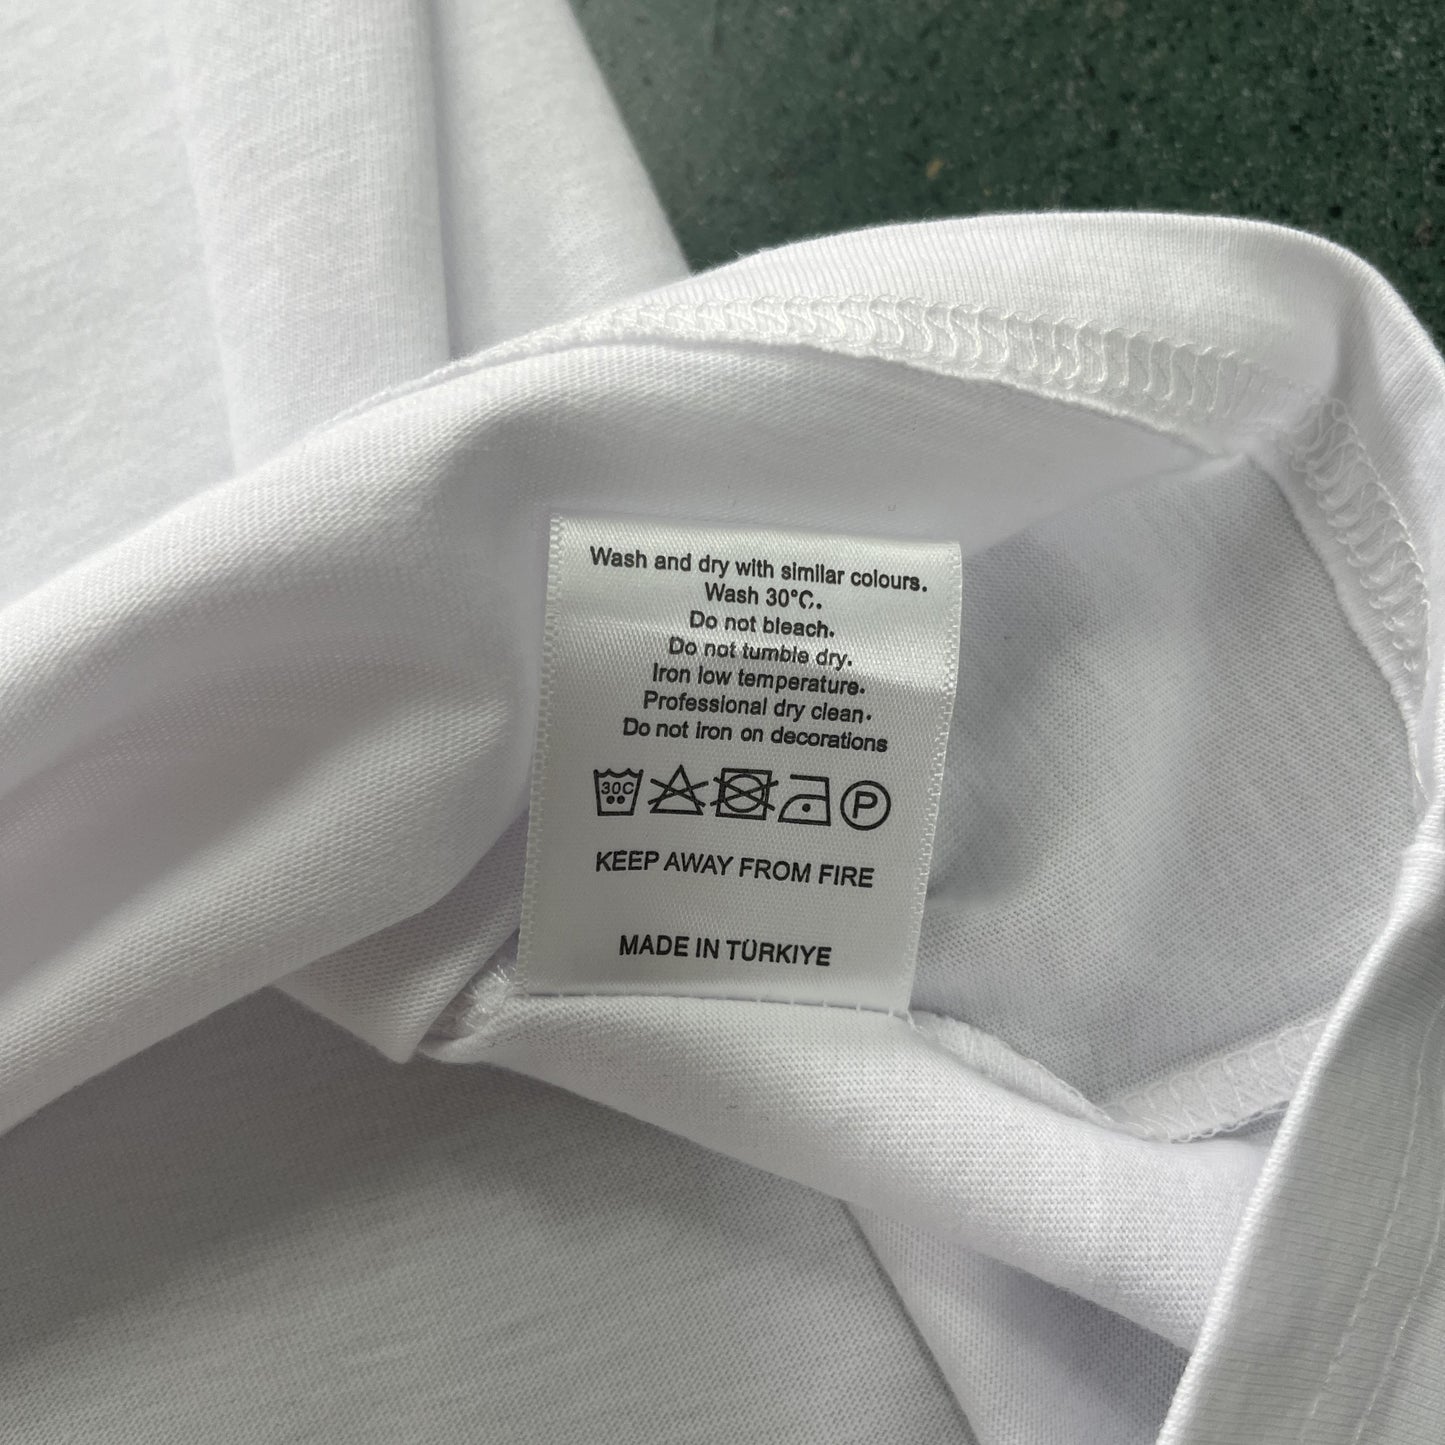 Wash and dry with similar colours.
Wash 30°C.
Do not bleach.
Do not tumble dry.
Iron low temperature.
Professional dry clean.
Do not iron on decorations
30C P
KEEP AWAY FROM FIRE
MADE IN TÜRKIYE